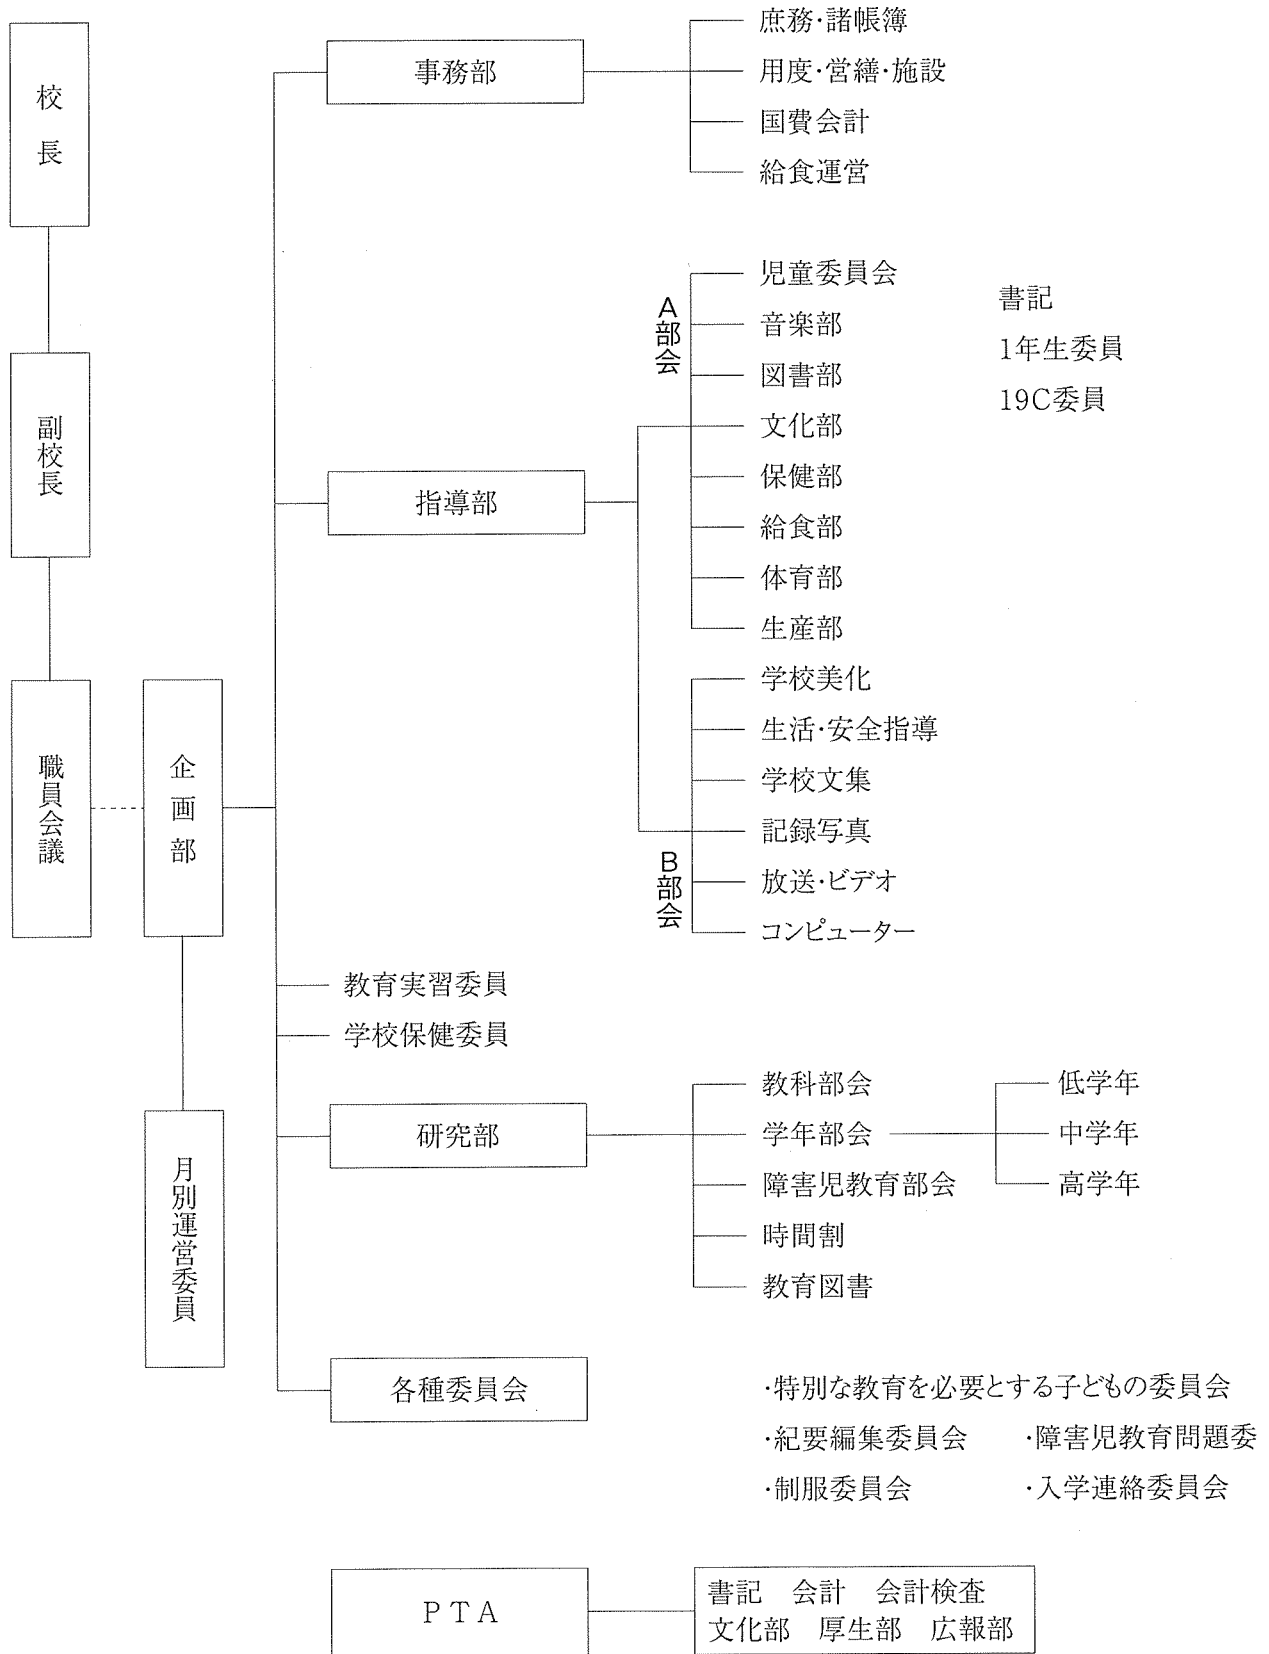 校長
副校長
職員会議
企画部
月別運営委員
事務部
庶務・諸帳簿
用度・営繕・施設
国費会計
給食運営
指導部
A部会
児童委員会
音楽部
図書部
文化部
保健部
給食部
体育部
生産部
書記
1年生委員
19C委員
B部会
学校美化
生活・安全指導
学校文集
記録写真
放送・ビデオ
コンピューター
教育実習委員
学校保健委員
研究部
教科部会
学年部会
障害児教育部会
時間割
教育図書
低学年
中学年
高学年
各種委員会
・特別な教育を必要とする子どもの委員会
・紀要編集委員会 ・障害児教育問題委
・制服委員会 ・入学連絡委員会
PTA
書記 会計 会計検査
文化部 厚生部 広報部